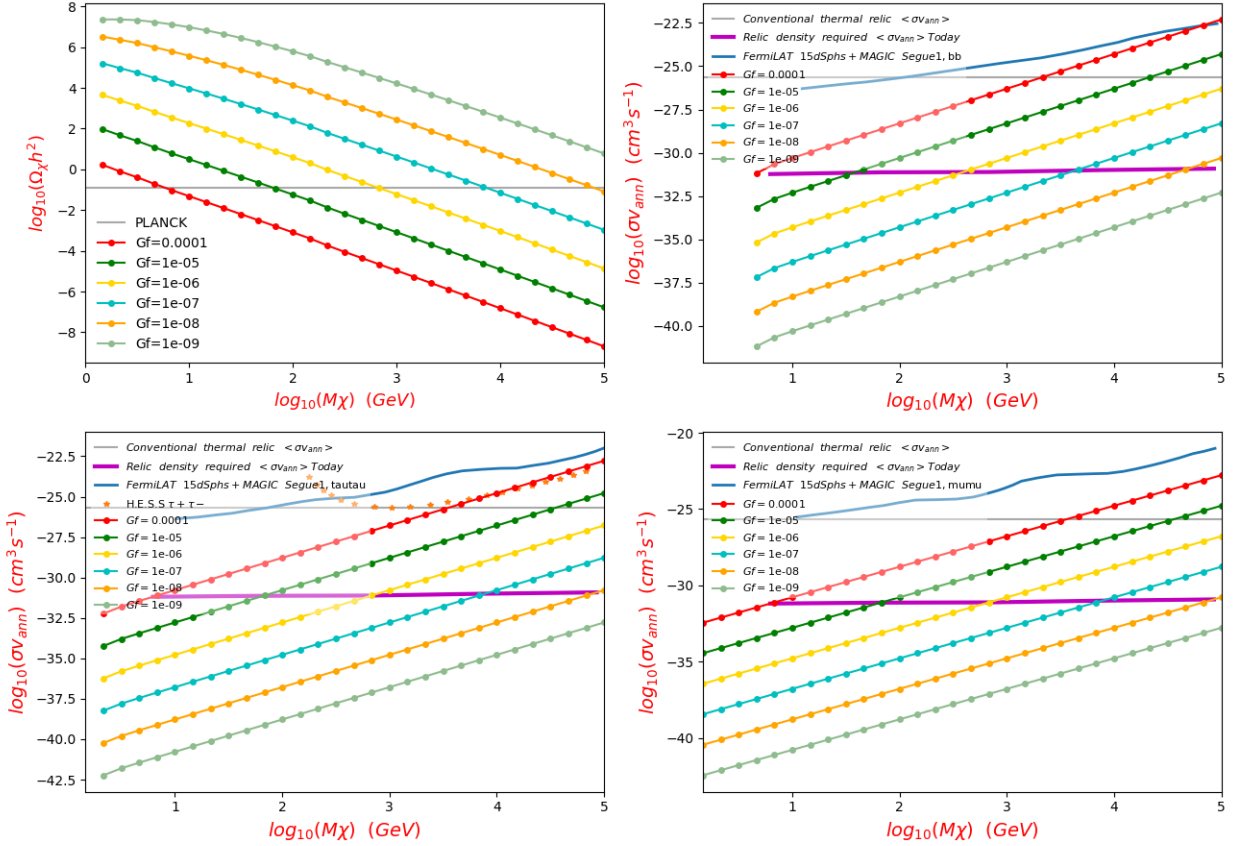 log10(Ωχh²)
8
6
4
2
0
−2
−4
−6
−8
PLANCK
Gf=0.0001
Gf=1e-05
Gf=1e-06
Gf=1e-07
Gf=1e-08
Gf=1e-09
0 1 2 3 4 5
log10(Mχ) (GeV)
log10(σvann) (cm³s⁻¹)
−22.5
−25.0
−27.5
−30.0
−32.5
−35.0
−37.5
−40.0
Conventional thermal relic <σvann>
Relic density required <σvann>Today
FermiLAT 15dSphs+MAGIC Segue1, bb
Gf=0.0001
Gf=1e-05
Gf=1e-06
Gf=1e-07
Gf=1e-08
Gf=1e-09
1 2 3 4 5
log10(Mχ) (GeV)
log10(σvann) (cm³s⁻¹)
−22.5
−25.0
−27.5
−30.0
−32.5
−35.0
−37.5
−40.0
−42.5
Conventional thermal relic <σvann>
Relic density required <σvann>Today
FermiLAT 15dSphs+MAGIC Segue1, tautau
H.E.S.S τ+τ−
Gf=0.0001
Gf=1e-05
Gf=1e-06
Gf=1e-07
Gf=1e-08
Gf=1e-09
1 2 3 4 5
log10(Mχ) (GeV)
log10(σvann) (cm³s⁻¹)
−20
−25
−30
−35
−40
Conventional thermal relic <σvann>
Relic density required <σvann>Today
FermiLAT 15dSphs+MAGIC Segue1, mumu
Gf=0.0001
Gf=1e-05
Gf=1e-06
Gf=1e-07
Gf=1e-08
Gf=1e-09
1 2 3 4 5
log10(Mχ) (GeV)